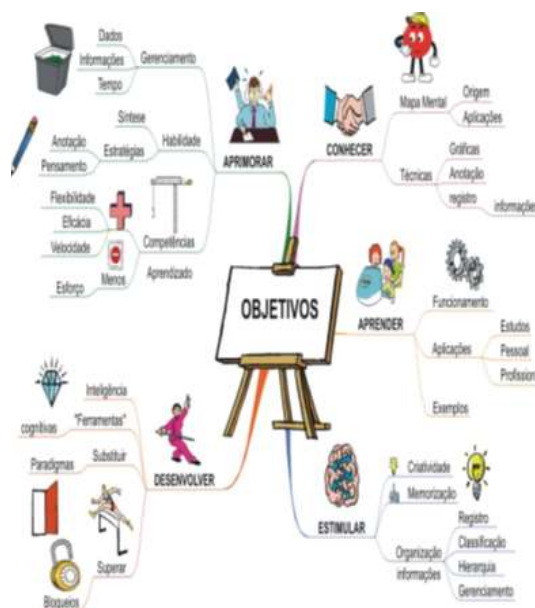 OBJETIVOS
CONHECER
Mapa Mental
Origem
Aplicações
Técnicas
Gráficas
Anotação
registro
informações
APRENDER
Funcionamento
Aplicações
Estudos
Pessoal
Profission
Exemplos
ESTIMULAR
Criatividade
Memorização
Organização
informações
Registro
Classificação
Hierarquia
Gerenciamento
DESENVOLVER
Inteligência
"Ferramentas"
cognitivas
Substituir
Paradigmas
Superar
Bloqueios
APRIMORAR
Gerenciamento
Dados
Informações
Tempo
Habilidade
Síntese
Estratégias
Anotação
Pensamento
Competências
Flexibilidade
Eficácia
Velocidade
Menos
Esforço
Aprendizado